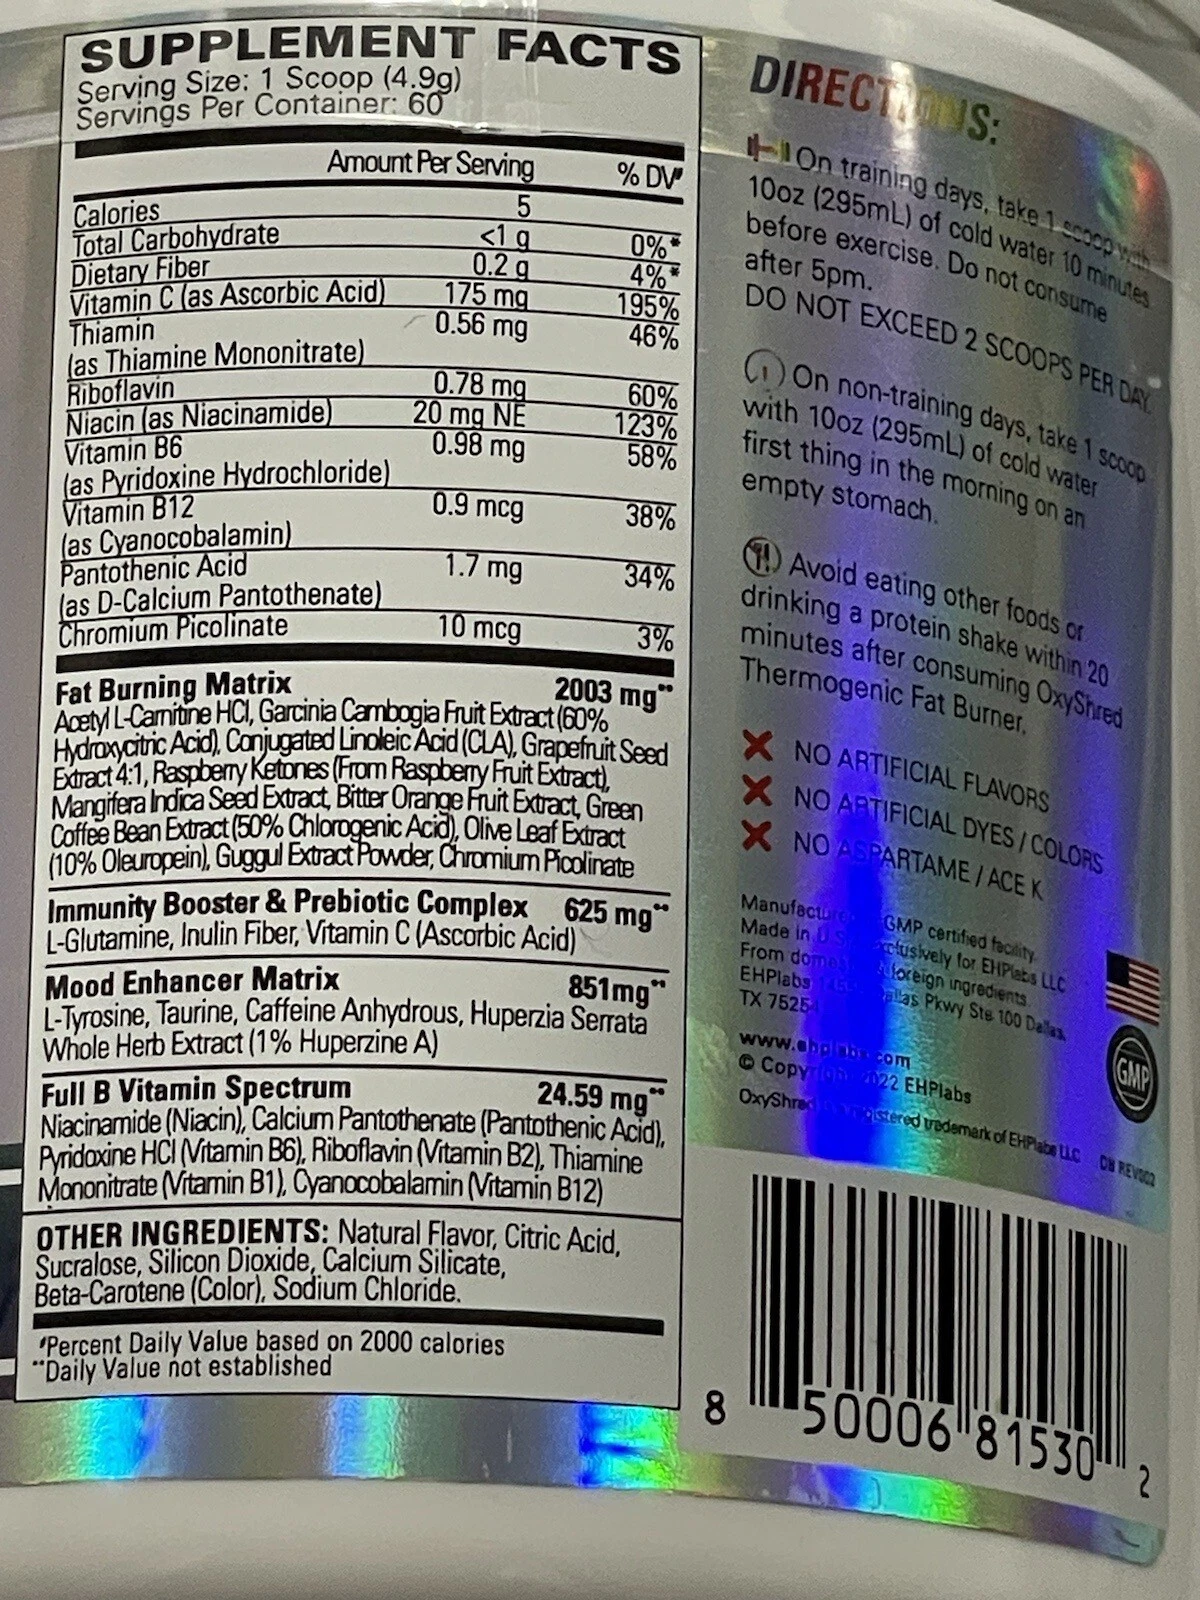 SUPPLEMENT FACTS
Serving Size: 1 Scoop (4.9g)
Servings Per Container: 60
Amount Per Serving % DV#
Calories 5
Total Carbohydrate <1 g 0%*
Dietary Fiber 0.2 g 4%*
Vitamin C (as Ascorbic Acid) 175 mg 195%
Thiamin 0.56 mg 46%
(as Thiamine Mononitrate)
Riboflavin 0.78 mg 60%
Niacin (as Niacinamide) 20 mg NE 123%
Vitamin B6 0.98 mg 58%
(as Pyridoxine Hydrochloride)
Vitamin B12 0.9 mcg 38%
(as Cyanocobalamin)
Pantothenic Acid 1.7 mg 34%
(as D-Calcium Pantothenate)
Chromium Picolinate 10 mcg 3%
Fat Burning Matrix 2003 mg**
Acetyl L-Carnitine HCl, Garcinia Cambogia Fruit Extract (60%
Hydroxycitric Acid), Conjugated Linoleic Acid (CLA), Grapefruit Seed
Extract 4:1, Raspberry Ketones (From Raspberry Fruit Extract),
Mangifera Indica Seed Extract, Bitter Orange Fruit Extract, Green
Coffee Bean Extract (50% Chlorogenic Acid), Olive Leaf Extract
(10% Oleuropein), Guggul Extract Powder, Chromium Picolinate
Immunity Booster & Prebiotic Complex 625 mg**
L-Glutamine, Inulin Fiber, Vitamin C (Ascorbic Acid)
Mood Enhancer Matrix 851mg**
L-Tyrosine, Taurine, Caffeine Anhydrous, Huperzia Serrata
Whole Herb Extract (1% Huperzine A)
Full B Vitamin Spectrum 24.59 mg**
Niacinamide (Niacin), Calcium Pantothenate (Pantothenic Acid),
Pyridoxine HCl (Vitamin B6), Riboflavin (Vitamin B2), Thiamine
Mononitrate (Vitamin B1), Cyanocobalamin (Vitamin B12)
OTHER INGREDIENTS: Natural Flavor, Citric Acid,
Sucralose, Silicon Dioxide, Calcium Silicate,
Beta-Carotene (Color), Sodium Chloride.
#Percent Daily Value based on 2000 calories
**Daily Value not established
DIRECTIONS:
On training days, take 1 scoop with
10oz (295mL) of cold water 10 minutes
before exercise. Do not consume
after 5pm.
DO NOT EXCEED 2 SCOOPS PER DAY.
On non-training days, take 1 scoop
with 10oz (295mL) of cold water
first thing in the morning on an
empty stomach.
Avoid eating other foods or
drinking a protein shake within 20
minutes after consuming OxyShred
Thermogenic Fat Burner.
NO ARTIFICIAL FLAVORS
NO ARTIFICIAL DYES / COLORS
NO ASPARTAME / ACE K
GMP certified facility.
Made in for EHPlabs LLC
From foreign ingredients.
EHPlabs Pkwy Ste 100 Dallas,
TX
www.ehplabs.com
© Copyright 2022 EHPlabs
OxyShred registered trademark of EHPlabs LLC DM REV002
GMP
8 50006 81530 2